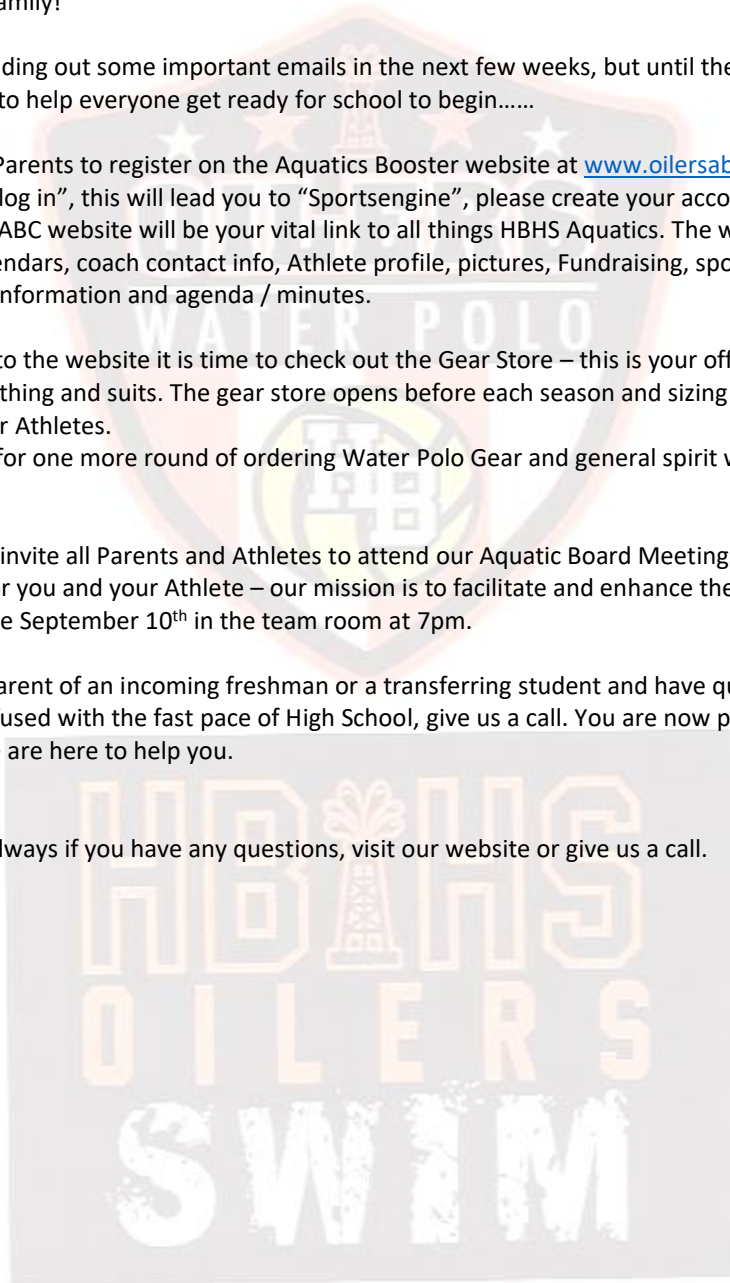 amily!
ding out some important emails in the next few weeks, but until the
to help everyone get ready for school to begin……
Parents to register on the Aquatics Booster website at www.oilersab
log in”, this will lead you to “Sportsengine”, please create your acco
ABC website will be your vital link to all things HBHS Aquatics. The w
endars, coach contact info, Athlete profile, pictures, Fundraising, spo
information and agenda / minutes.
to the website it is time to check out the Gear Store – this is your off
thing and suits. The gear store opens before each season and sizing
r Athletes.
for one more round of ordering Water Polo Gear and general spirit w
invite all Parents and Athletes to attend our Aquatic Board Meeting
or you and your Athlete – our mission is to facilitate and enhance the
e September 10th in the team room at 7pm.
arent of an incoming freshman or a transferring student and have qu
fused with the fast pace of High School, give us a call. You are now p
e are here to help you.
lways if you have any questions, visit our website or give us a call.
OILERS
WATER POLO
HB
HBHS
OILERS
SWIM